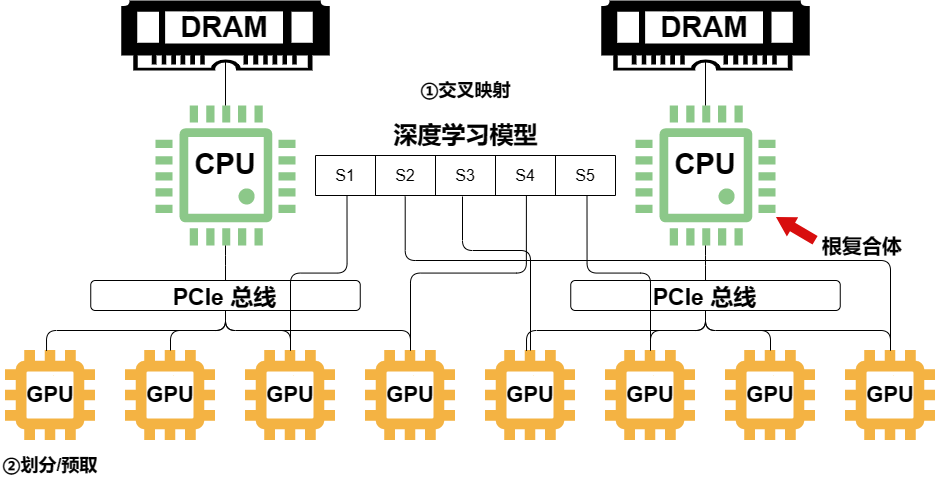 DRAM
DRAM
①交叉映射
深度学习模型
CPU
S1 S2 S3 S4 S5
CPU
根复合体
PCIe 总线
PCIe 总线
GPU GPU GPU GPU GPU GPU GPU GPU
②划分/预取